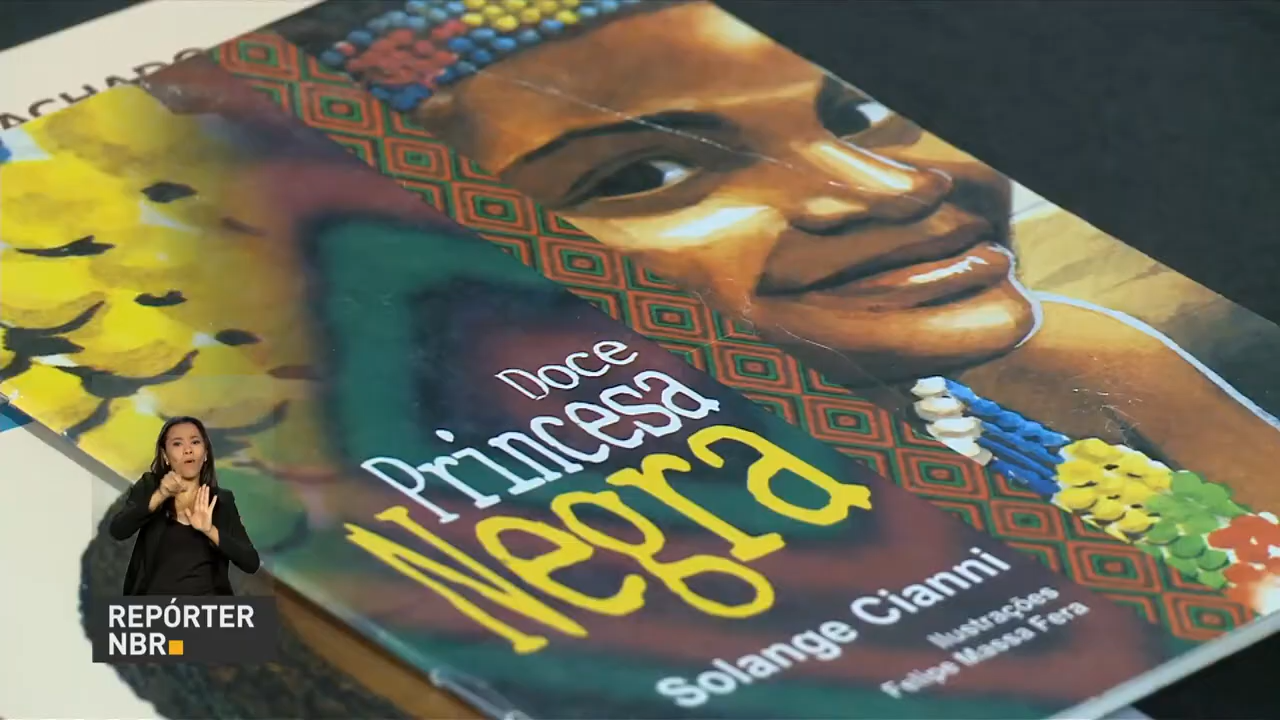 ACHADO
Doce
Princesa
Negra
Solange Cianni
Ilustrações
Felipe Massa Fera
REPÓRTER
NBR